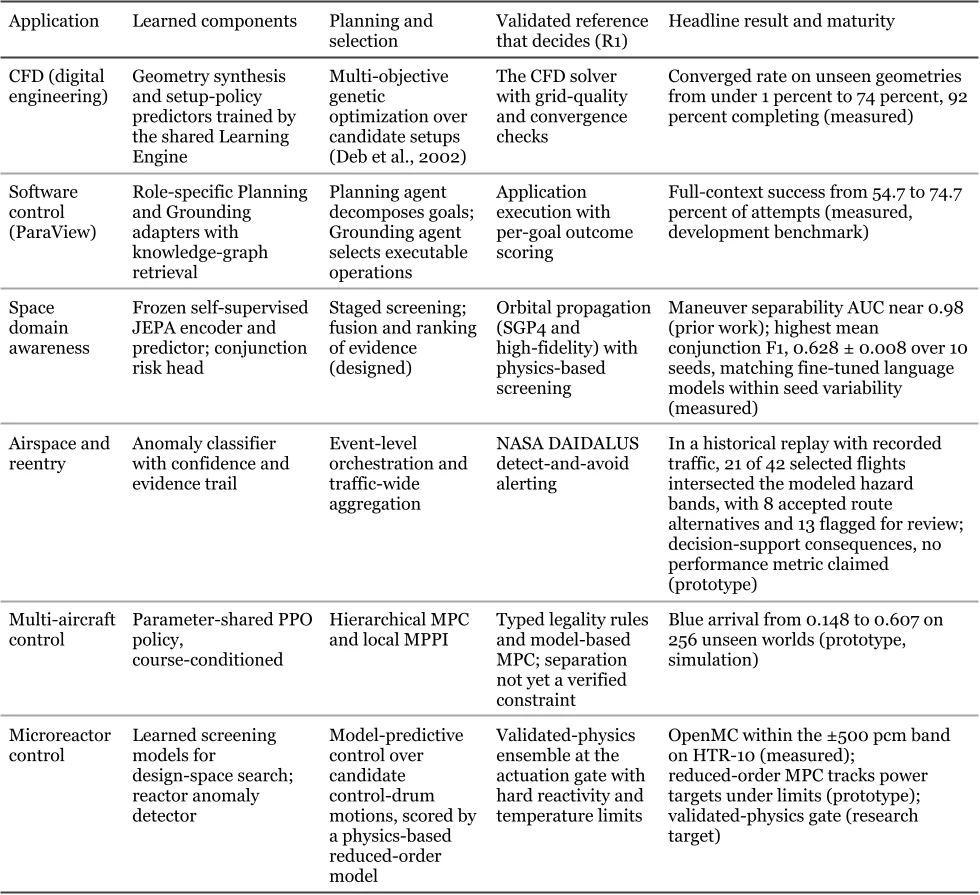 Application
Learned components
Planning and
selection
Validated reference
that decides (R1)
Headline result and maturity
CFD (digital
engineering)
Geometry synthesis
and setup-policy
predictors trained by
the shared Learning
Engine
Multi-objective
genetic
optimization over
candidate setups
(Deb et al., 2002)
The CFD solver
with grid-quality
and convergence
checks
Converged rate on unseen geometries
from under 1 percent to 74 percent, 92
percent completing (measured)
Software
control
(ParaView)
Role-specific Planning
and Grounding
adapters with
knowledge-graph
retrieval
Planning agent
decomposes goals;
Grounding agent
selects executable
operations
Application
execution with
per-goal outcome
scoring
Full-context success from 54.7 to 74.7
percent of attempts (measured,
development benchmark)
Space
domain
awareness
Frozen self-supervised
JEPA encoder and
predictor; conjunction
risk head
Staged screening;
fusion and ranking
of evidence
(designed)
Orbital propagation
(SGP4 and
high-fidelity) with
physics-based
screening
Maneuver separability AUC near 0.98
(prior work); highest mean
conjunction F1, 0.628 ± 0.008 over 10
seeds, matching fine-tuned language
models within seed variability
(measured)
Airspace and
reentry
Anomaly classifier
with confidence and
evidence trail
Event-level
orchestration and
traffic-wide
aggregation
NASA DAIDALUS
detect-and-avoid
alerting
In a historical replay with recorded
traffic, 21 of 42 selected flights
intersected the modeled hazard
bands, with 8 accepted route
alternatives and 13 flagged for review;
decision-support consequences, no
performance metric claimed
(prototype)
Multi-aircraft
control
Parameter-shared PPO
policy,
course-conditioned
Hierarchical MPC
and local MPPI
Typed legality rules
and model-based
MPC; separation
not yet a verified
constraint
Blue arrival from 0.148 to 0.607 on
256 unseen worlds (prototype,
simulation)
Microreactor
control
Learned screening
models for
design-space search;
reactor anomaly
detector
Model-predictive
control over
candidate
control-drum
motions, scored by
a physics-based
reduced-order
model
Validated-physics
ensemble at the
actuation gate with
hard reactivity and
temperature limits
OpenMC within the ±500 pcm band
on HTR-10 (measured);
reduced-order MPC tracks power
targets under limits (prototype);
validated-physics gate (research
target)